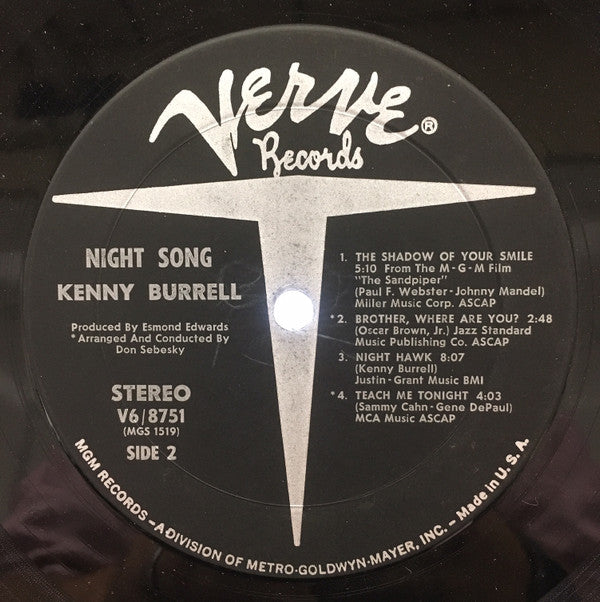 Verve®
Records
NIGHT SONG
KENNY BURRELL
Produced By Esmond Edwards
*Arranged And Conducted By
Don Sebesky
STEREO
V6/8751
(MGS 1519)
SIDE 2
1. THE SHADOW OF YOUR SMILE
5:10 From The M-G-M Film
"The Sandpiper"
(Paul F. Webster-Johnny Mandel)
Miller Music Corp. ASCAP
*2. BROTHER, WHERE ARE YOU? 2:48
(Oscar Brown, Jr.) Jazz Standard
Music Publishing Co. ASCAP
3. NIGHT HAWK 8:07
(Kenny Burrell)
Justin-Grant Music BMI
*4. TEACH ME TONIGHT 4:03
(Sammy Cahn-Gene DePaul)
MCA Music ASCAP
MGM RECORDS – A DIVISION OF METRO-GOLDWYN-MAYER, INC. – Made in U.S.A.